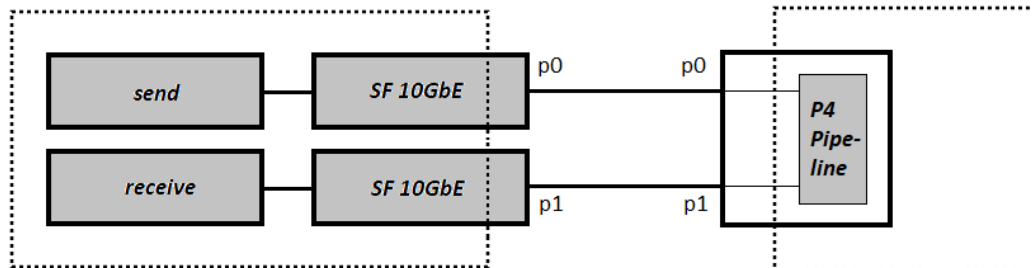 send
SF 10GbE
p0
p0
P4
Pipe-
line
receive
SF 10GbE
p1
p1